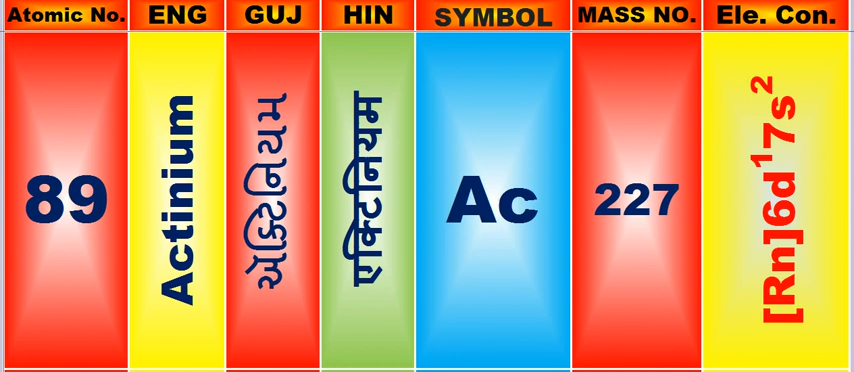 Atomic No. ENG GUJ HIN SYMBOL MASS NO. Ele. Con.
89 Actinium ઍક્ટિનિયમ एक्टिनियम Ac 227 [Rn]6d¹7s²